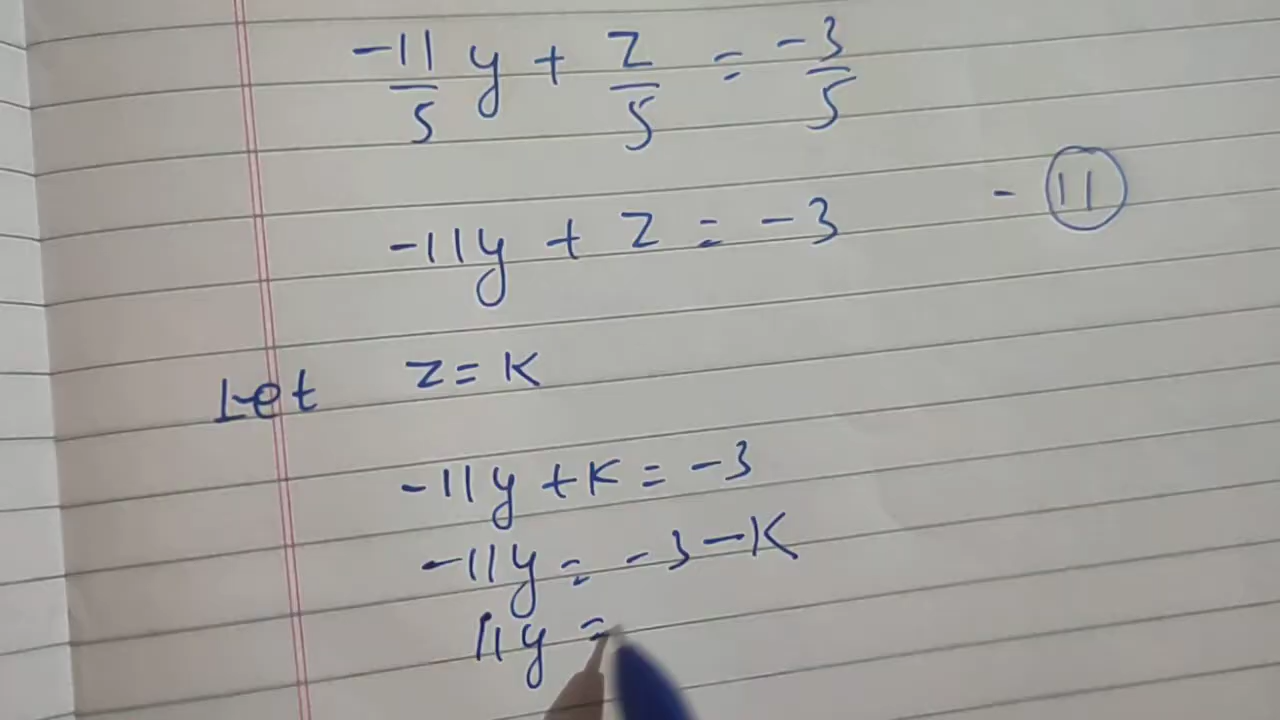 -11/5 y + z/5 = -3/5
-11y + z = -3 - 11
Let z = K
-11y + K = -3
-11y = -3 - K
11y =